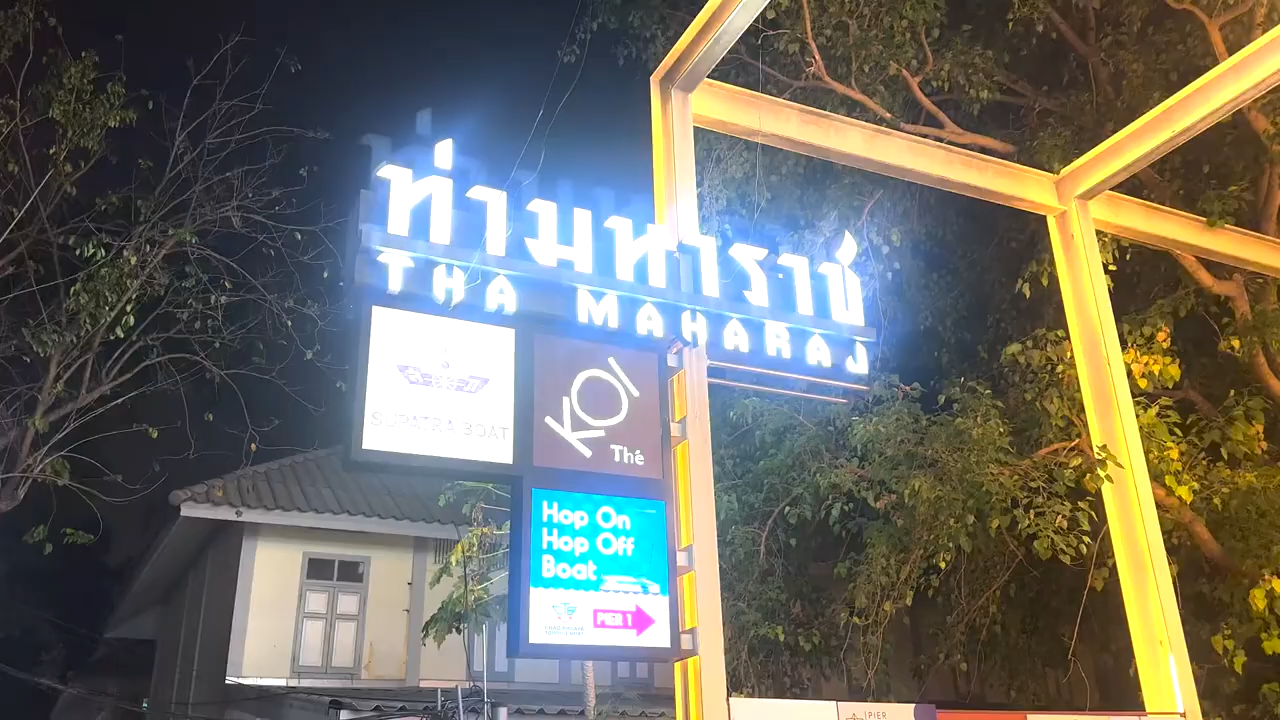 ท่ามหาราช
THA MAHARAJ
SUPATRA BOAT
KOI
Thé
Hop On
Hop Off
Boat
PIER 1
PIER